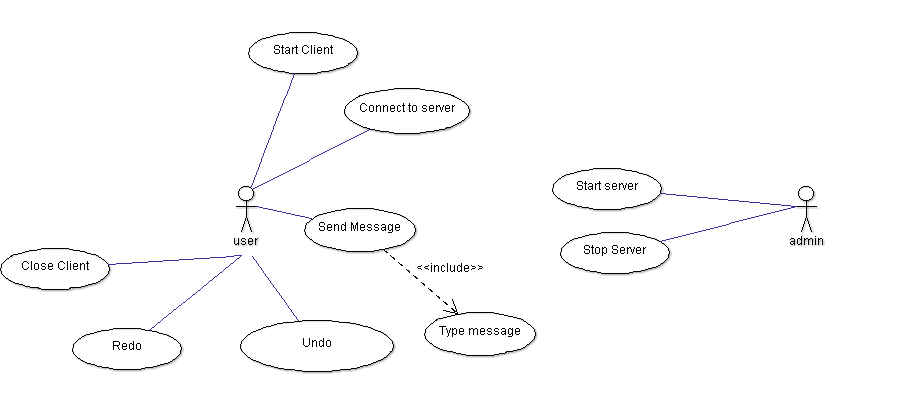 Start Client
Connect to server
Start server
Send Message
user
admin
Stop Server
Close Client
<<include>>
Type message
Redo
Undo